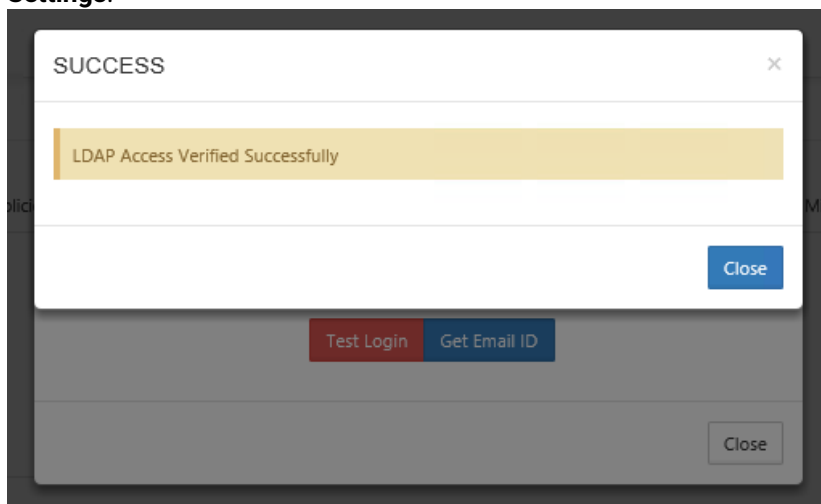 Settings.
SUCCESS ×
LDAP Access Verified Successfully
Close
Test Login Get Email ID
Close